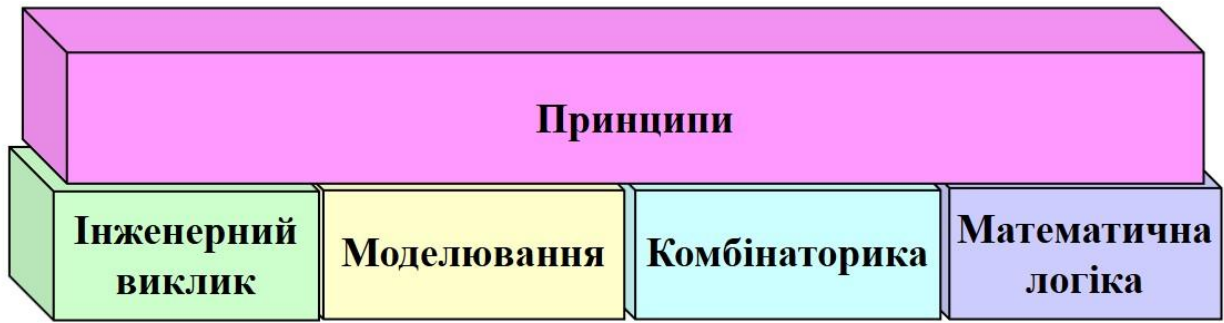 Принципи
Інженерний
виклик
Моделювання
Комбінаторика
Математична
логіка